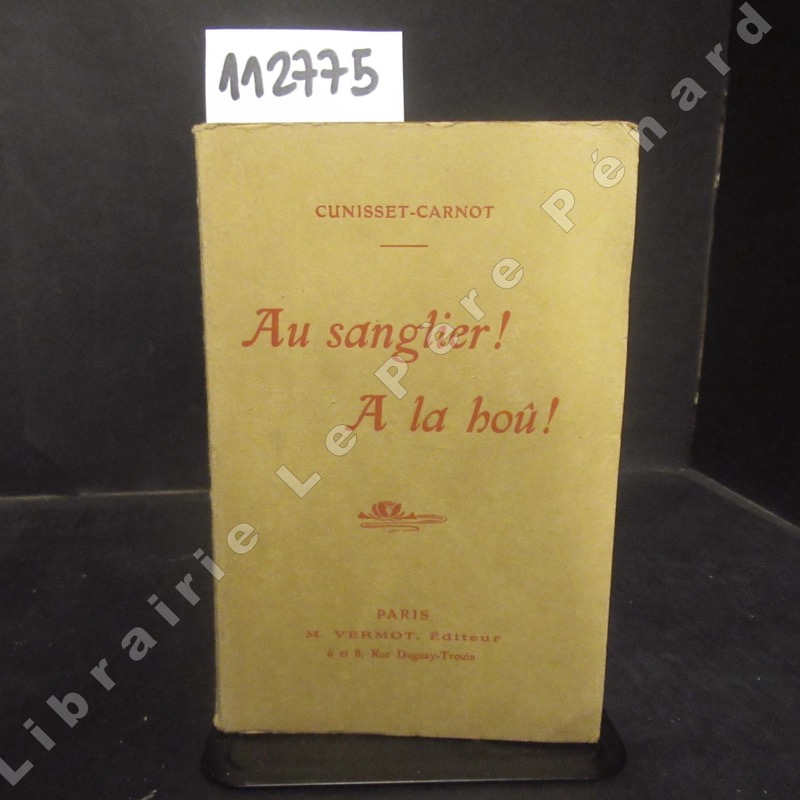 112775
CUNISSET-CARNOT
Au sanglier!
A la hoû!
PARIS
M. VERMOT, Éditeur
6 et 8, Rue Duguay-Trouin
Librairie Le Père Pénard